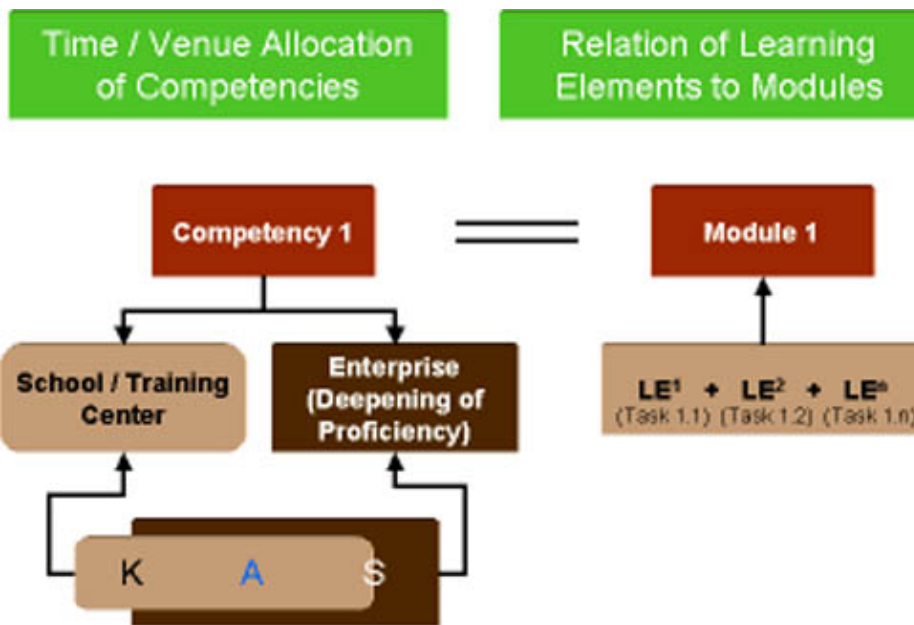 Time / Venue Allocation
of Competencies
Relation of Learning
Elements to Modules
Competency 1
Module 1
School / Training
Center
Enterprise
(Deepening of
Proficiency)
LE¹ + LE² + LEⁿ
(Task 1.1) (Task 1.2) (Task 1.n)
K A S